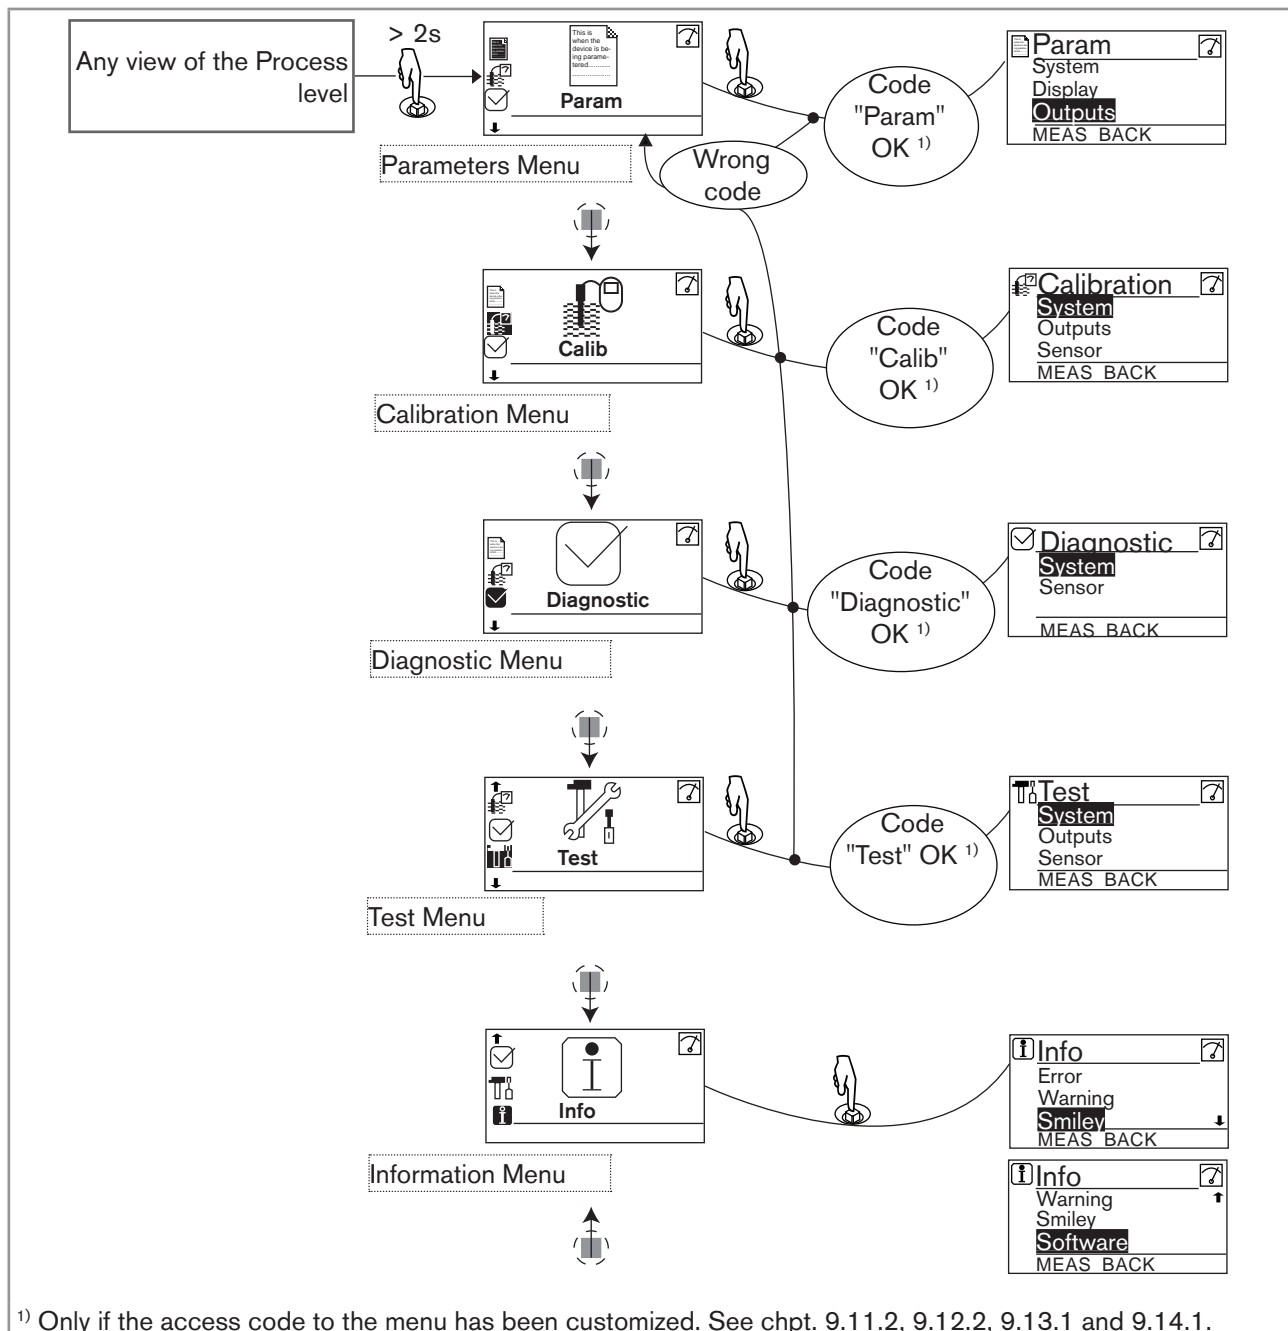 Any view of the Process
level
> 2s
This is
when the
device is be-
ing parame-
tered
Param
Parameters Menu
Wrong
code
Code
"Param"
OK 1)
Param
System
Display
Outputs
MEAS BACK
Calib
Calibration Menu
Code
"Calib"
OK 1)
Calibration
System
Outputs
Sensor
MEAS BACK
Diagnostic
Diagnostic Menu
Code
"Diagnostic"
OK 1)
Diagnostic
System
Sensor
MEAS BACK
Test
Test Menu
Code
"Test" OK 1)
Test
System
Outputs
Sensor
MEAS BACK
Info
Information Menu
Info
Error
Warning
Smiley
MEAS BACK
Info
Warning
Smiley
Software
MEAS BACK
1) Only if the access code to the menu has been customized. See chpt. 9.11.2, 9.12.2, 9.13.1 and 9.14.1.